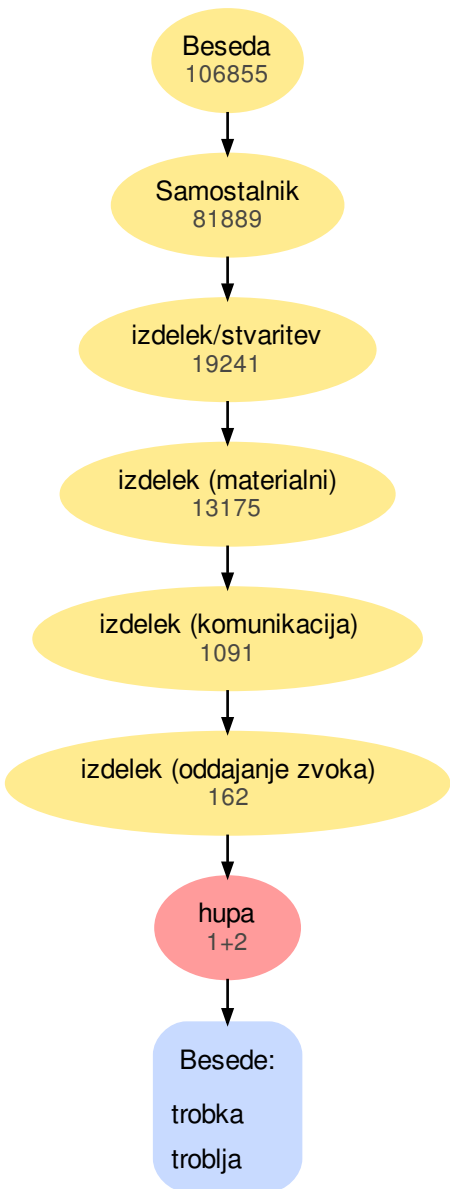 Beseda
106855
Samostalnik
81889
izdelek/stvaritev
19241
izdelek (materialni)
13175
izdelek (komunikacija)
1091
izdelek (oddajanje zvoka)
162
hupa
1+2
Besede:
trobka
troblja